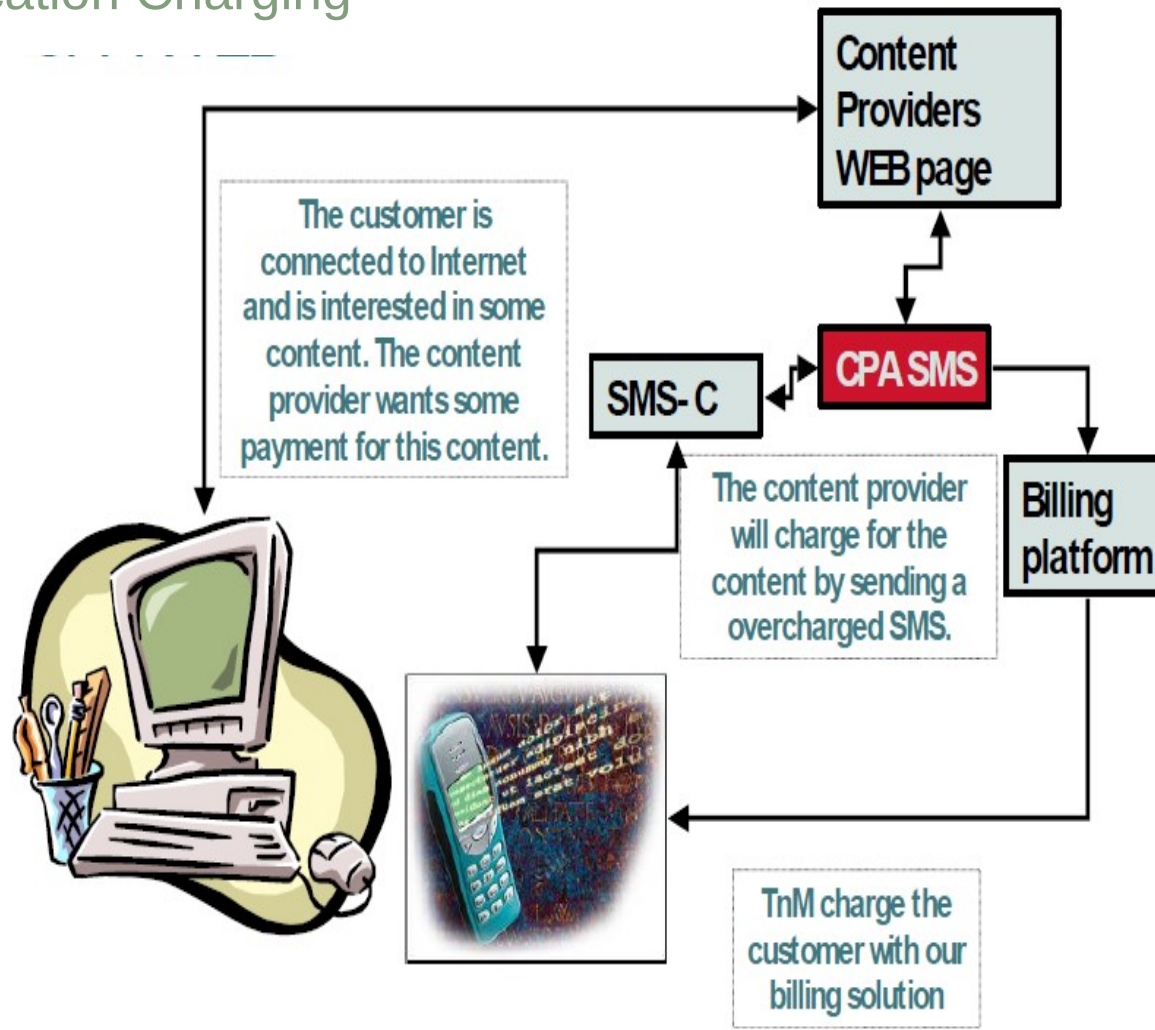 Charging
Content
Providers
WEB page
The customer is
connected to Internet
and is interested in some
content. The content
provider wants some
payment for this content.
CPA SMS
SMS- C
The content provider
will charge for the
content by sending a
overcharged SMS.
Billing
platform
TnM charge the
customer with our
billing solution